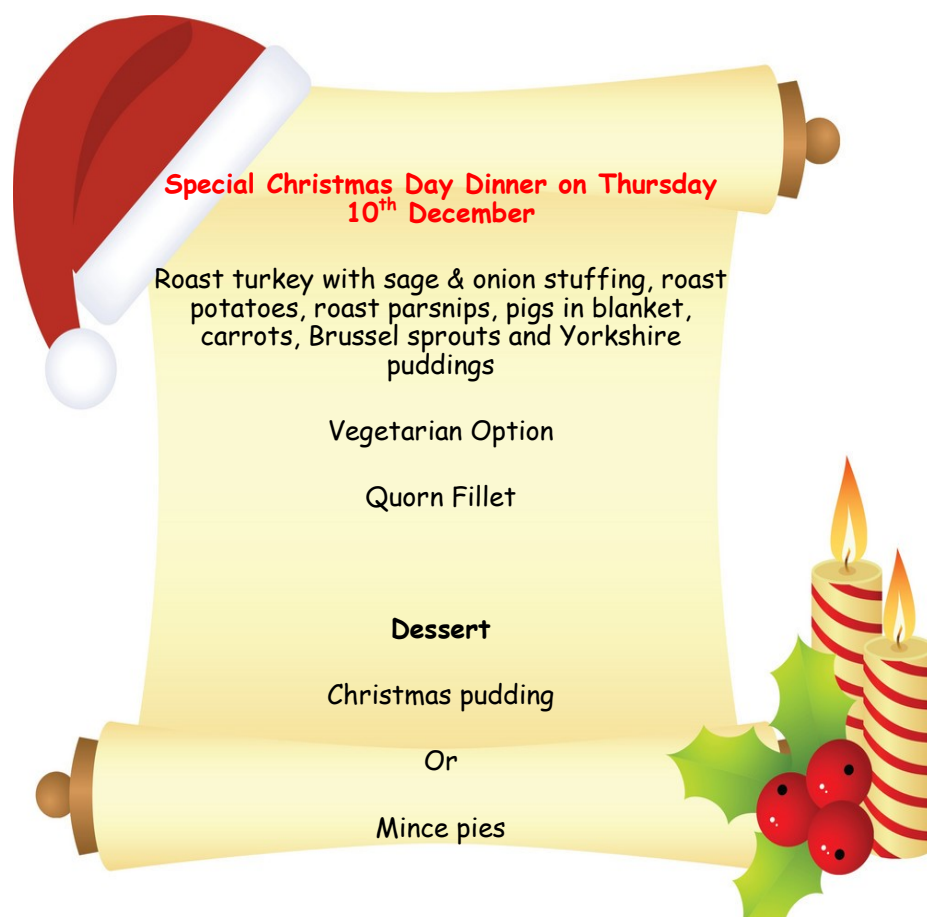 Special Christmas Day Dinner on Thursday
10th December
Roast turkey with sage & onion stuffing, roast
potatoes, roast parsnips, pigs in blanket,
carrots, Brussel sprouts and Yorkshire
puddings
Vegetarian Option
Quorn Fillet
Dessert
Christmas pudding
Or
Mince pies